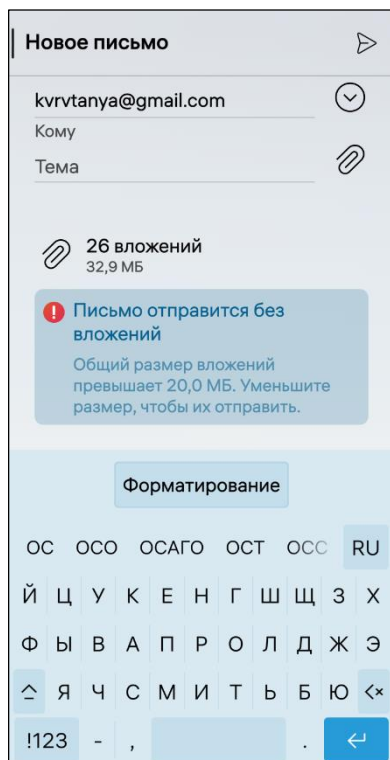 Новое письмо
kvrvtanya@gmail.com
Кому
Тема
26 вложений
32,9 МБ
Письмо отправится без
вложений
Общий размер вложений
превышает 20,0 МБ. Уменьшите
размер, чтобы их отправить.
Форматирование
ОС ОСО ОСАГО ОСТ ОСС RU
Й Ц У К Е Н Г Ш Щ З Х
Ф Ы В А П Р О Л Д Ж Э
Я Ч С М И Т Ь Б Ю
!123 - , .